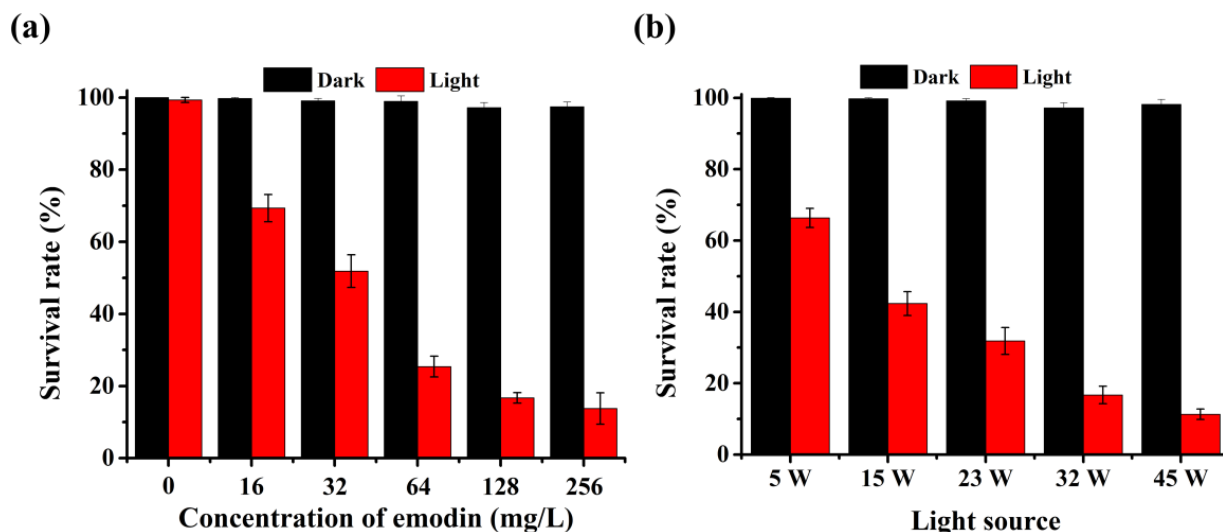 (a)
Dark Light
100
80
60
40
20
0
Survival rate (%)
0 16 32 64 128 256
Concentration of emodin (mg/L)
(b)
Dark Light
100
80
60
40
20
0
Survival rate (%)
5 W 15 W 23 W 32 W 45 W
Light source